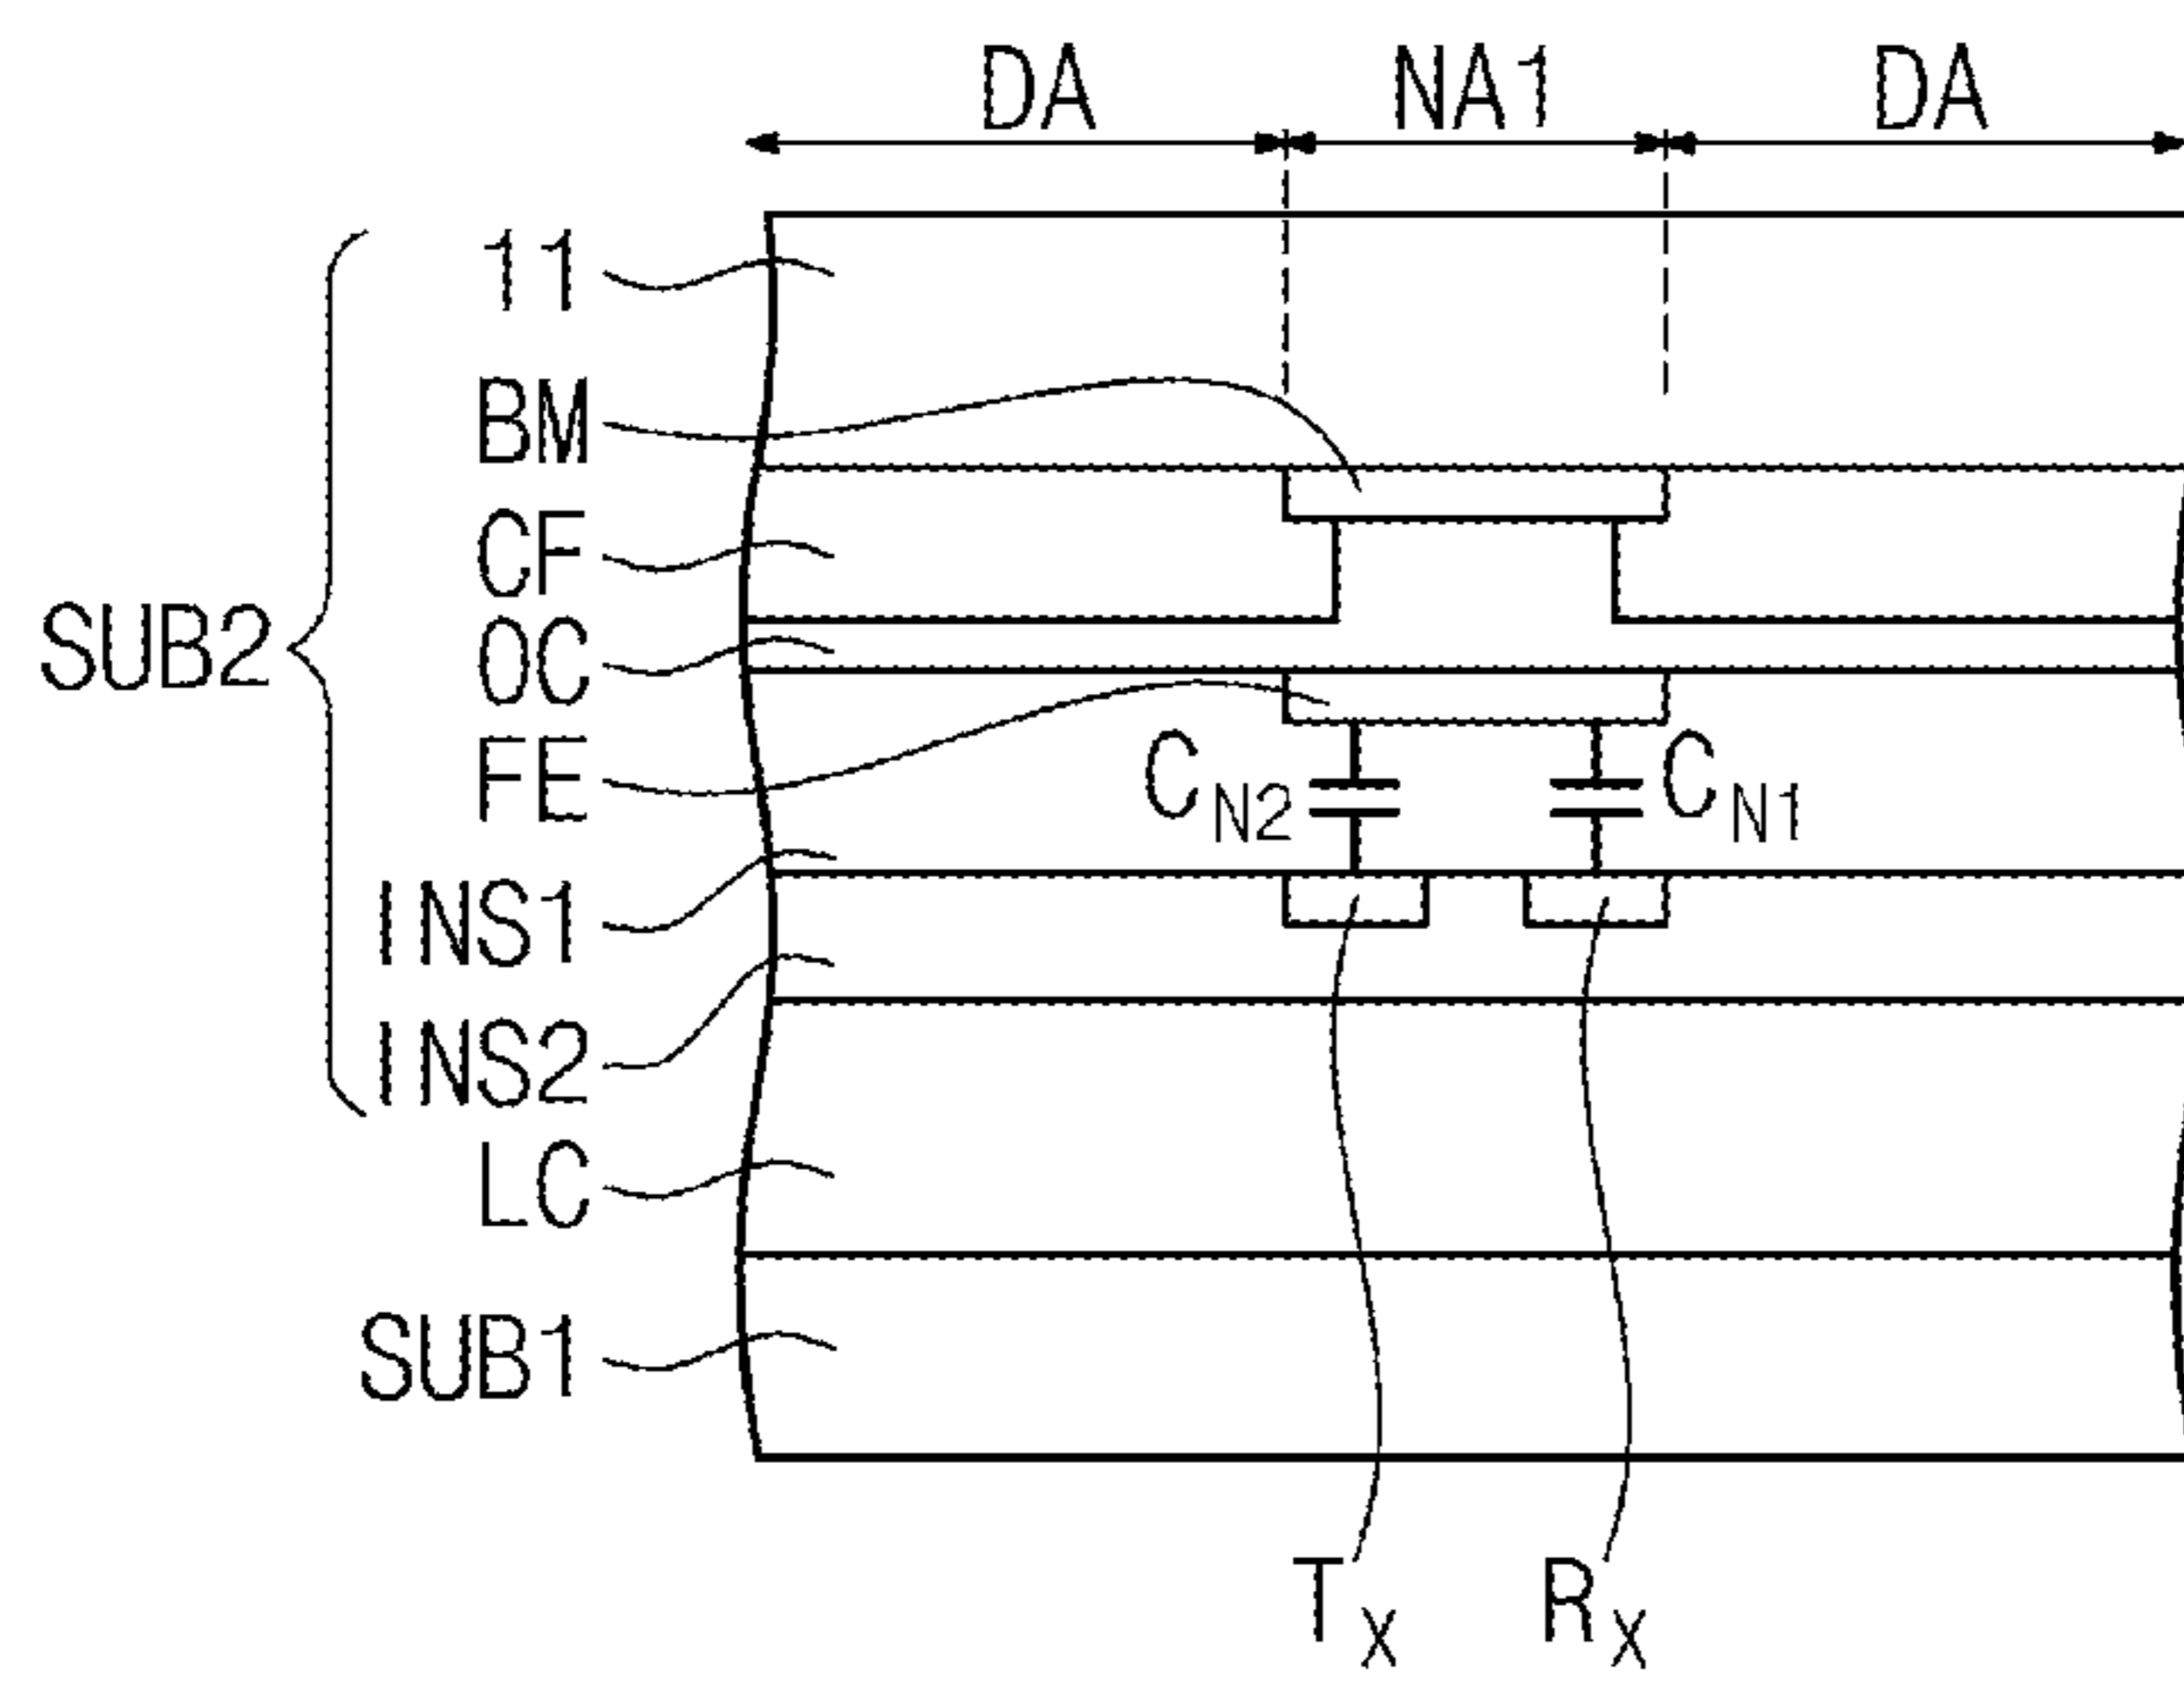 DA NA1 DA
11
BM
CF
SUB2
OC
FE
C_N2 C_N1
INS1
INS2
LC
SUB1
T_X R_X